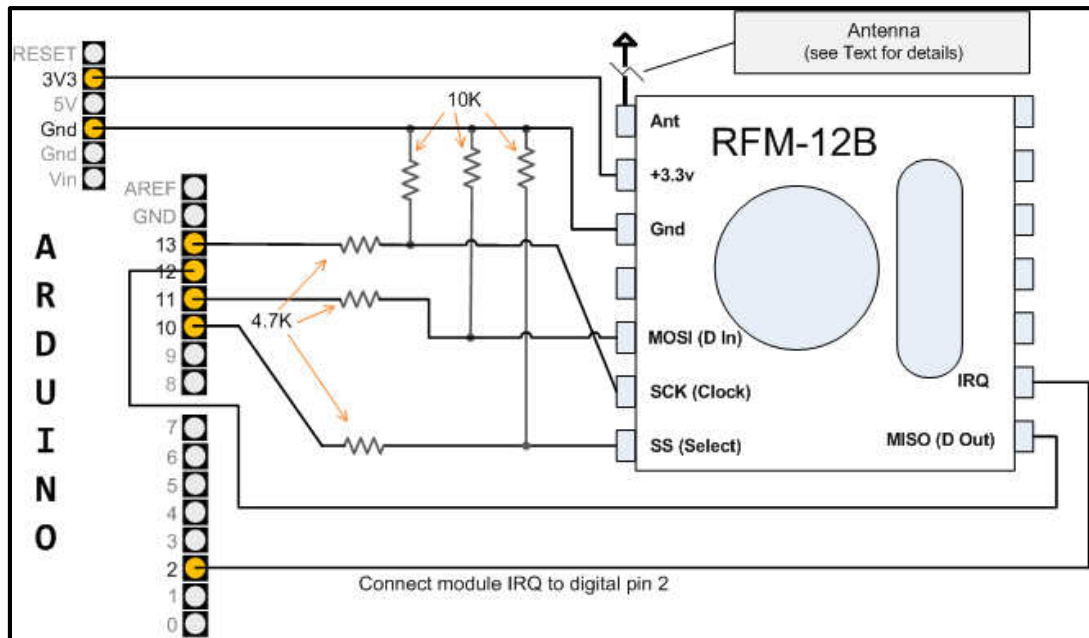 RESET
3V3
5V
Gnd
Gnd
Vin
AREF
GND
13
12
11
10
9
8
7
6
5
4
3
2
1
0
ARDUINO
10K
4.7K
Antenna
(see Text for details)
RFM-12B
Ant
+3.3v
Gnd
MOSI (D In)
SCK (Clock)
SS (Select)
IRQ
MISO (D Out)
Connect module IRQ to digital pin 2